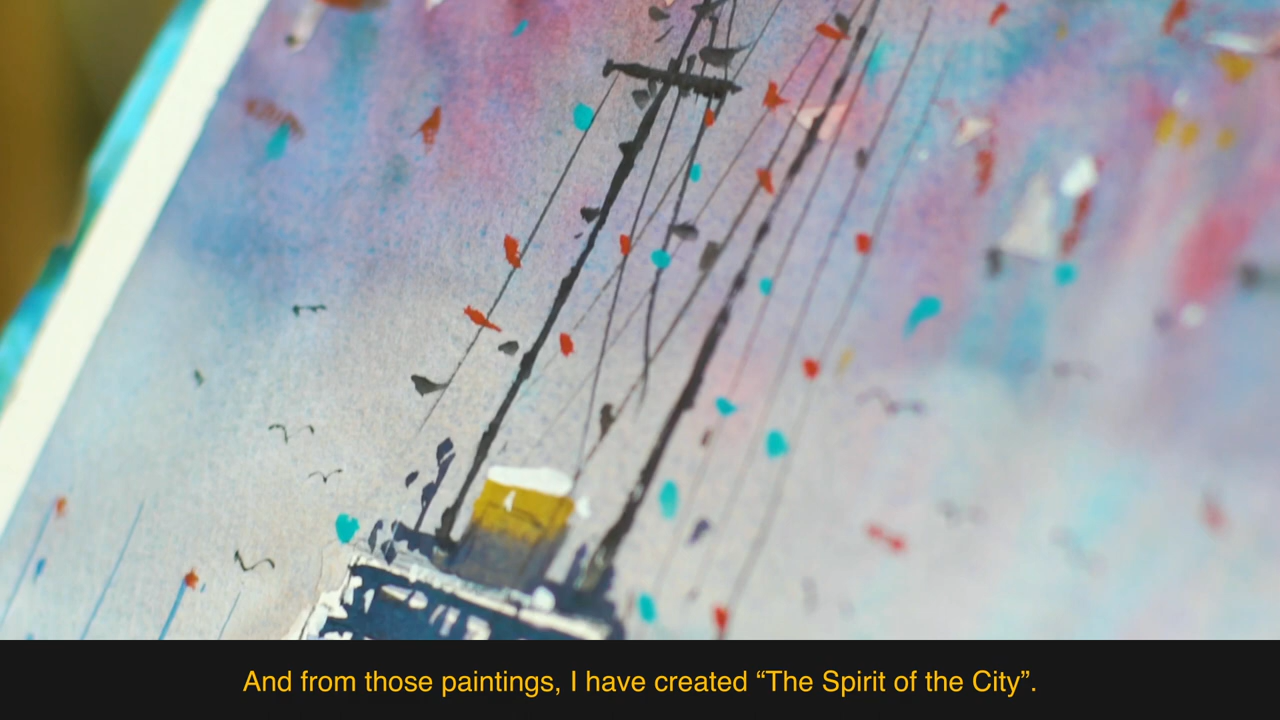 And from those paintings, I have created “The Spirit of the City”.